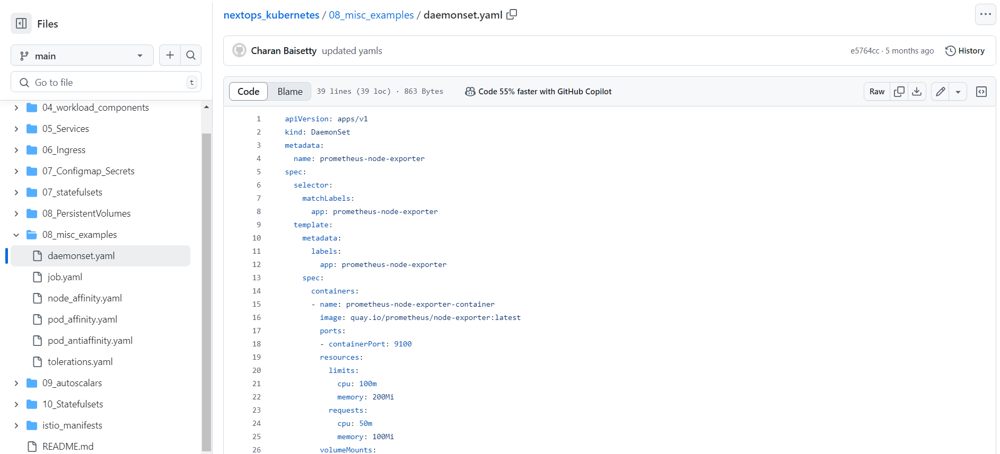 Files
main
Go to file
t
04_workload_components
05_Services
06_Ingress
07_Configmap_Secrets
07_statefulsets
08_PersistentVolumes
08_misc_examples
daemonset.yaml
job.yaml
node_affinity.yaml
pod_affinity.yaml
pod_antiaffinity.yaml
tolerations.yaml
09_autoscalars
10_Statefulsets
istio_manifests
README.md
nextops_kubernetes / 08_misc_examples / daemonset.yaml
Charan Baisetty updated yamls
e5764cc · 5 months ago
History
Code Blame 39 lines (39 loc) · 863 Bytes
Code 55% faster with GitHub Copilot
Raw
1 apiVersion: apps/v1
2 kind: DaemonSet
3 metadata:
4   name: prometheus-node-exporter
5 spec:
6   selector:
7     matchLabels:
8       app: prometheus-node-exporter
9   template:
10     metadata:
11       labels:
12         app: prometheus-node-exporter
13     spec:
14       containers:
15       - name: prometheus-node-exporter-container
16         image: quay.io/prometheus/node-exporter:latest
17         ports:
18         - containerPort: 9100
19         resources:
20           limits:
21             cpu: 100m
22             memory: 200Mi
23           requests:
24             cpu: 50m
25             memory: 100Mi
26         volumeMounts: